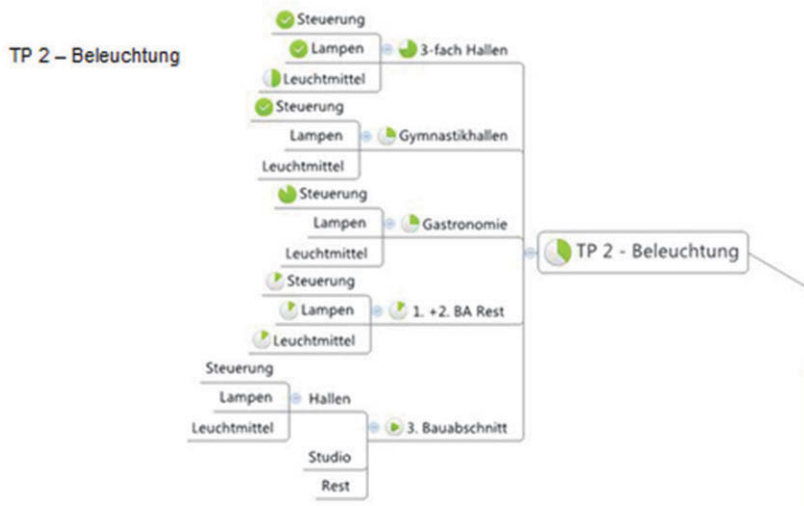 TP 2 – Beleuchtung
Steuerung
Lampen
3-fach Hallen
Leuchtmittel
Steuerung
Lampen
Gymnastikhallen
Leuchtmittel
Steuerung
Lampen
Gastronomie
Leuchtmittel
TP 2 - Beleuchtung
Steuerung
Lampen
1. +2. BA Rest
Leuchtmittel
Steuerung
Lampen
Hallen
Leuchtmittel
3. Bauabschnitt
Studio
Rest